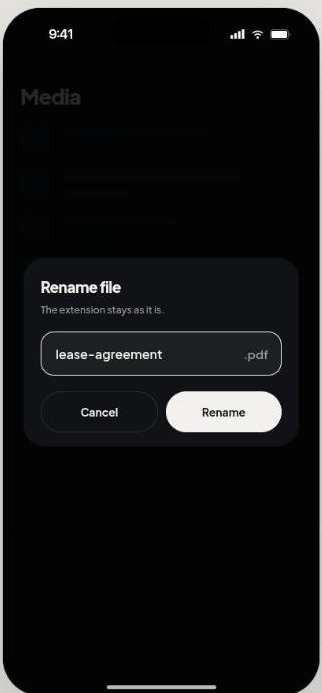 9:41
Media
Rename file
The extension stays as it is.
lease-agreement .pdf
Cancel Rename